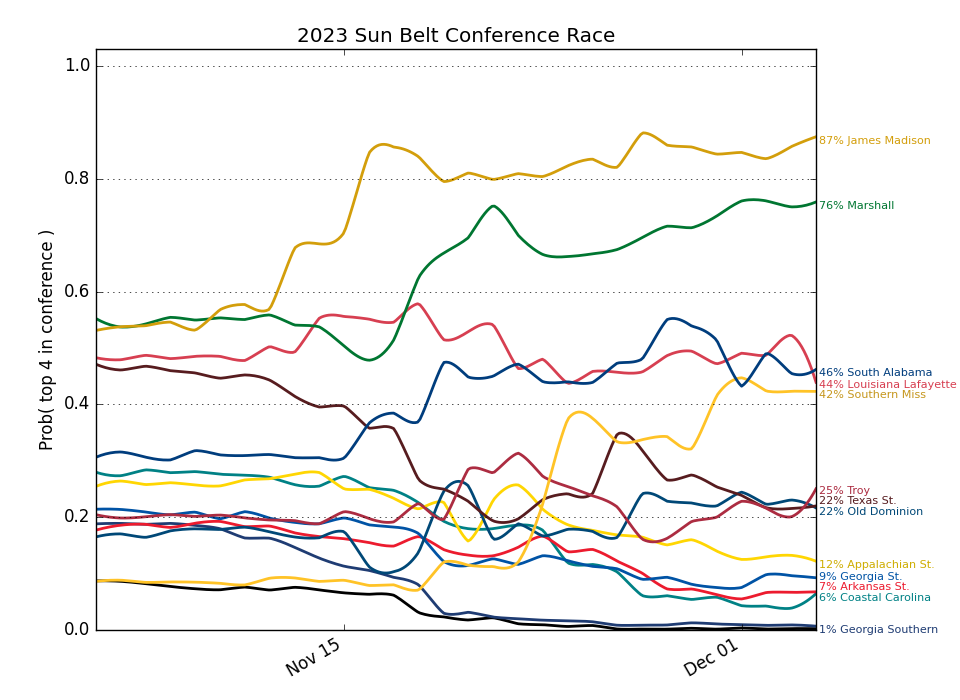 2023 Sun Belt Conference Race
Prob( top 4 in conference )
1.0
0.8
0.6
0.4
0.2
0.0
Nov 15
Dec 01
87% James Madison
76% Marshall
46% South Alabama
44% Louisiana Lafayette
42% Southern Miss
25% Troy
22% Texas St.
22% Old Dominion
12% Appalachian St.
9% Georgia St.
7% Arkansas St.
6% Coastal Carolina
1% Georgia Southern